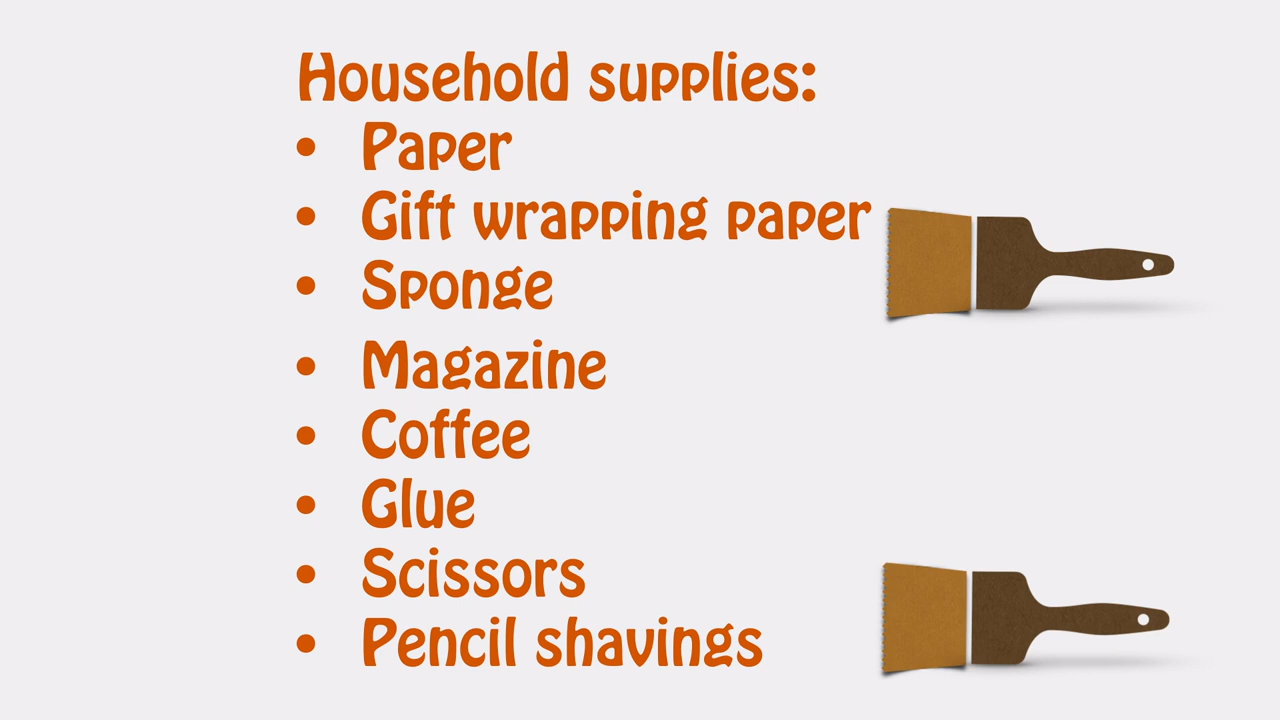 Household supplies:
• Paper
• Gift wrapping paper
• Sponge
• Magazine
• Coffee
• Glue
• Scissors
• Pencil shavings